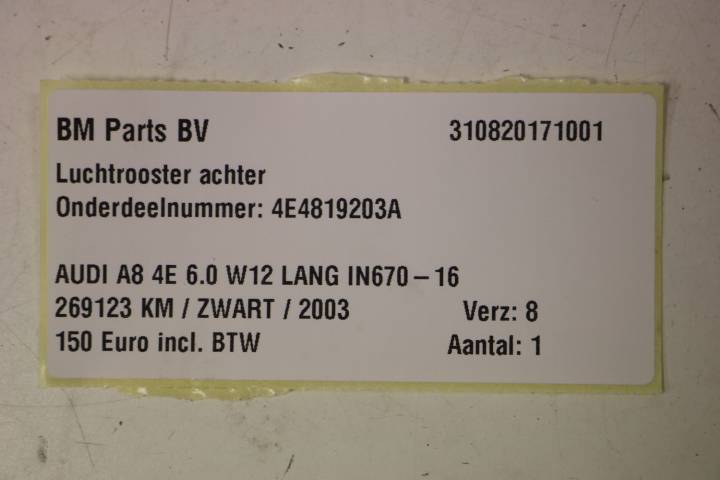 BM Parts BV 310820171001
Luchtrooster achter
Onderdeelnummer: 4E4819203A
AUDI A8 4E 6.0 W12 LANG IN670-16
269123 KM / ZWART / 2003 Verz: 8
150 Euro incl. BTW Aantal: 1